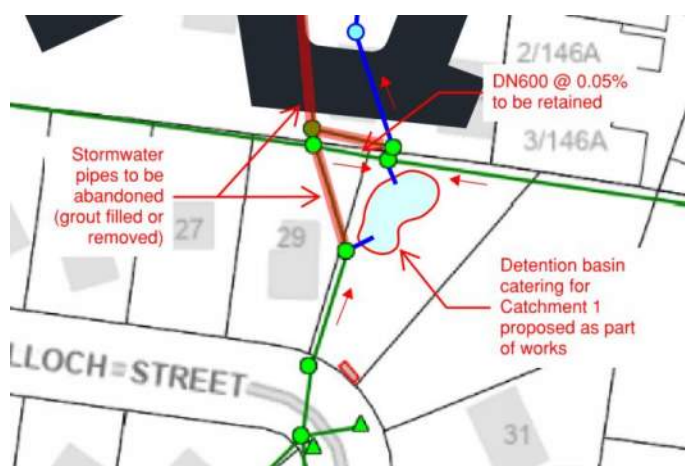 2/146A
DN600 @ 0.05%
to be retained
3/146A
Stormwater
pipes to be
abandoned
(grout filled or
removed)
27
29
Detention basin
catering for
Catchment 1
proposed as part
of works
LLOCH STREET
31